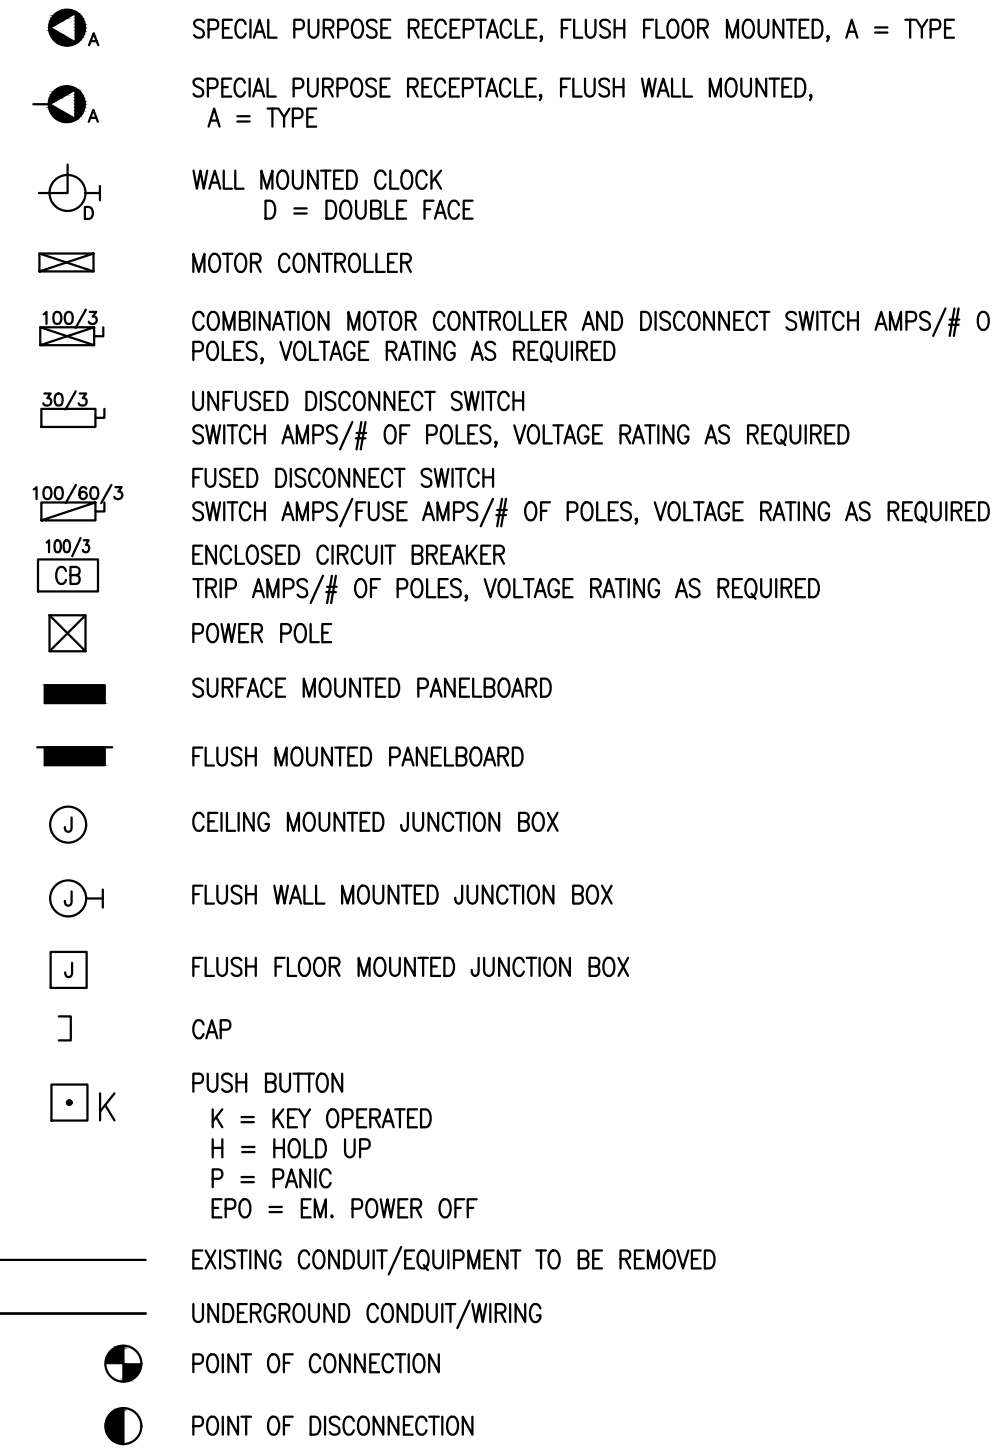 A SPECIAL PURPOSE RECEPTACLE, FLUSH FLOOR MOUNTED, A = TYPE
A SPECIAL PURPOSE RECEPTACLE, FLUSH WALL MOUNTED,
A = TYPE
WALL MOUNTED CLOCK
D D = DOUBLE FACE
MOTOR CONTROLLER
100/3 COMBINATION MOTOR CONTROLLER AND DISCONNECT SWITCH AMPS/# O
POLES, VOLTAGE RATING AS REQUIRED
30/3 UNFUSED DISCONNECT SWITCH
SWITCH AMPS/# OF POLES, VOLTAGE RATING AS REQUIRED
FUSED DISCONNECT SWITCH
100/60/3 SWITCH AMPS/FUSE AMPS/# OF POLES, VOLTAGE RATING AS REQUIRED
100/3 ENCLOSED CIRCUIT BREAKER
CB TRIP AMPS/# OF POLES, VOLTAGE RATING AS REQUIRED
POWER POLE
SURFACE MOUNTED PANELBOARD
FLUSH MOUNTED PANELBOARD
J CEILING MOUNTED JUNCTION BOX
J FLUSH WALL MOUNTED JUNCTION BOX
J FLUSH FLOOR MOUNTED JUNCTION BOX
CAP
PUSH BUTTON
K K = KEY OPERATED
H = HOLD UP
P = PANIC
EPO = EM. POWER OFF
EXISTING CONDUIT/EQUIPMENT TO BE REMOVED
UNDERGROUND CONDUIT/WIRING
POINT OF CONNECTION
POINT OF DISCONNECTION